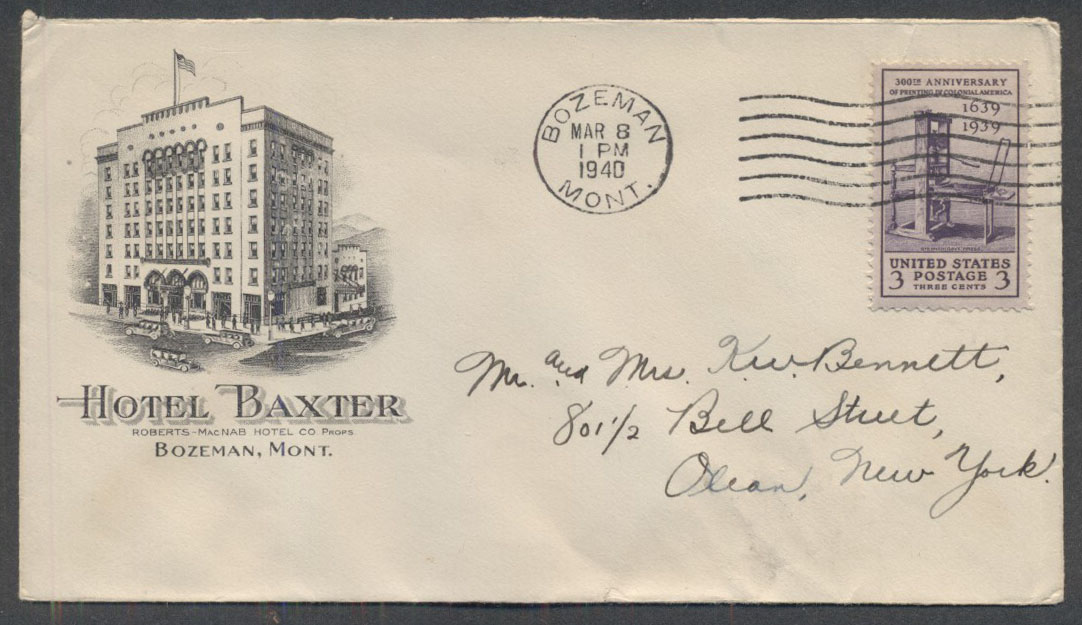 HOTEL BAXTER
ROBERTS-MACNAB HOTEL CO PROPS
BOZEMAN, MONT.
BOZEMAN
MAR 8
1 PM
1940
MONT.
300TH ANNIVERSARY
OF PRINTING IN COLONIAL AMERICA
1639
1939
UNITED STATES
3 POSTAGE 3
THREE CENTS
Mr. and Mrs. K.W. Bennett,
801 1/2 Bell Street,
Olean, New York.